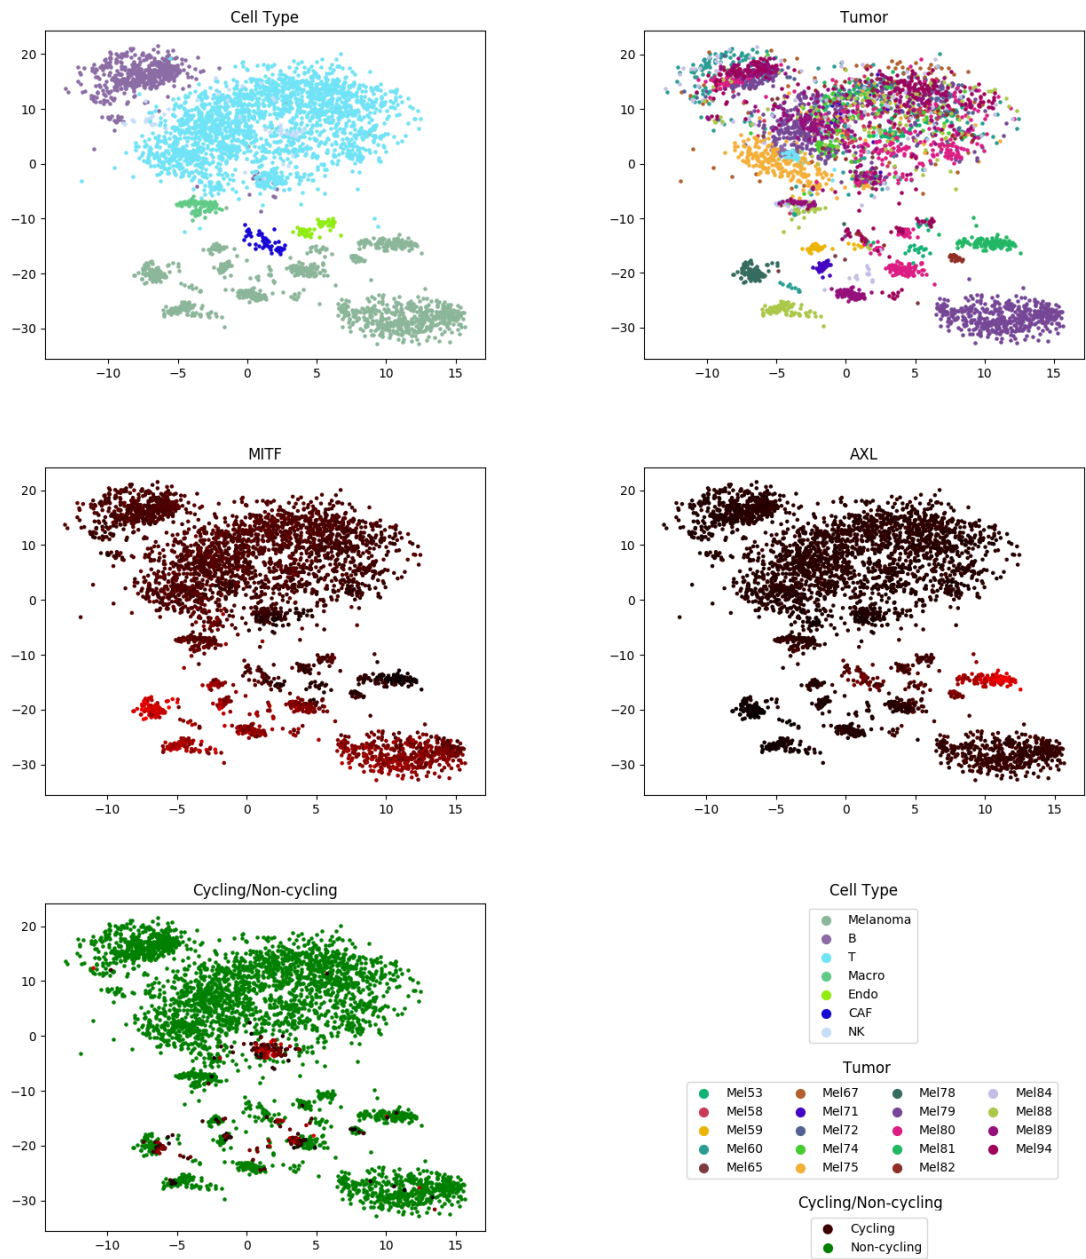 Cell Type
Tumor
20
10
0
−10
−20
−30
−10 −5 0 5 10 15
20
10
0
−10
−20
−30
−10 −5 0 5 10 15
MITF
AXL
20
10
0
−10
−20
−30
−10 −5 0 5 10 15
20
10
0
−10
−20
−30
−10 −5 0 5 10 15
Cycling/Non-cycling
20
10
0
−10
−20
−30
−10 −5 0 5 10 15
Cell Type
Melanoma
B
T
Macro
Endo
CAF
NK
Tumor
Mel53 Mel67 Mel78 Mel84
Mel58 Mel71 Mel79 Mel88
Mel59 Mel72 Mel80 Mel89
Mel60 Mel74 Mel81 Mel94
Mel65 Mel75 Mel82
Cycling/Non-cycling
Cycling
Non-cycling